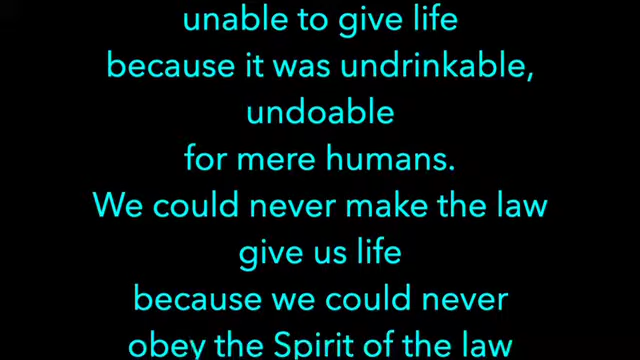 unable to give life
because it was undrinkable,
undoable
for mere humans.
We could never make the law
give us life
because we could never
obey the Spirit of the law